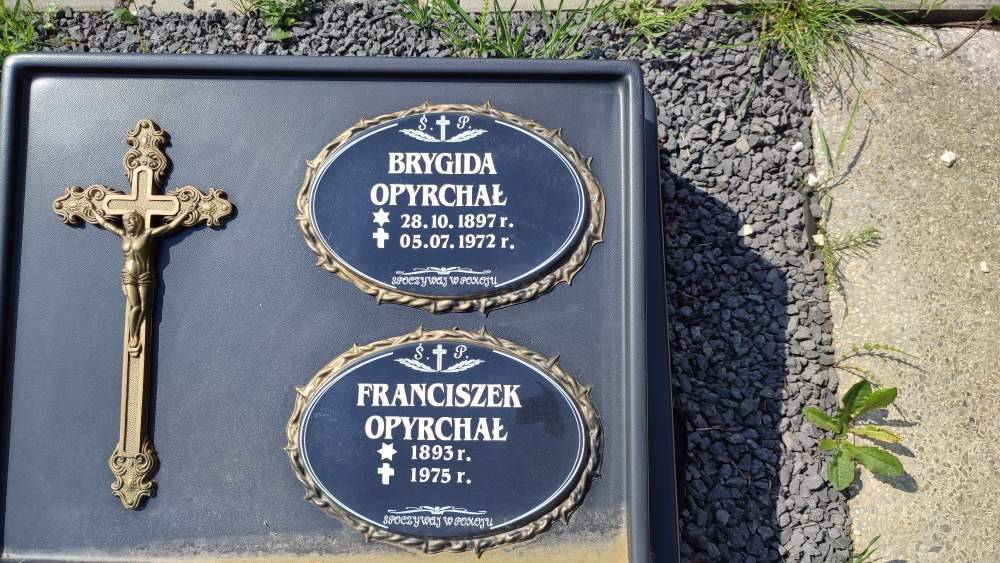 Ś. P.
BRYGIDA
OPYRCHAŁ
28.10.1897 r.
05.07.1972 r.
SPOCZYWAJ W POKOJU
Ś. P.
FRANCISZEK
OPYRCHAŁ
1893 r.
1975 r.
SPOCZYWAJ W POKOJU